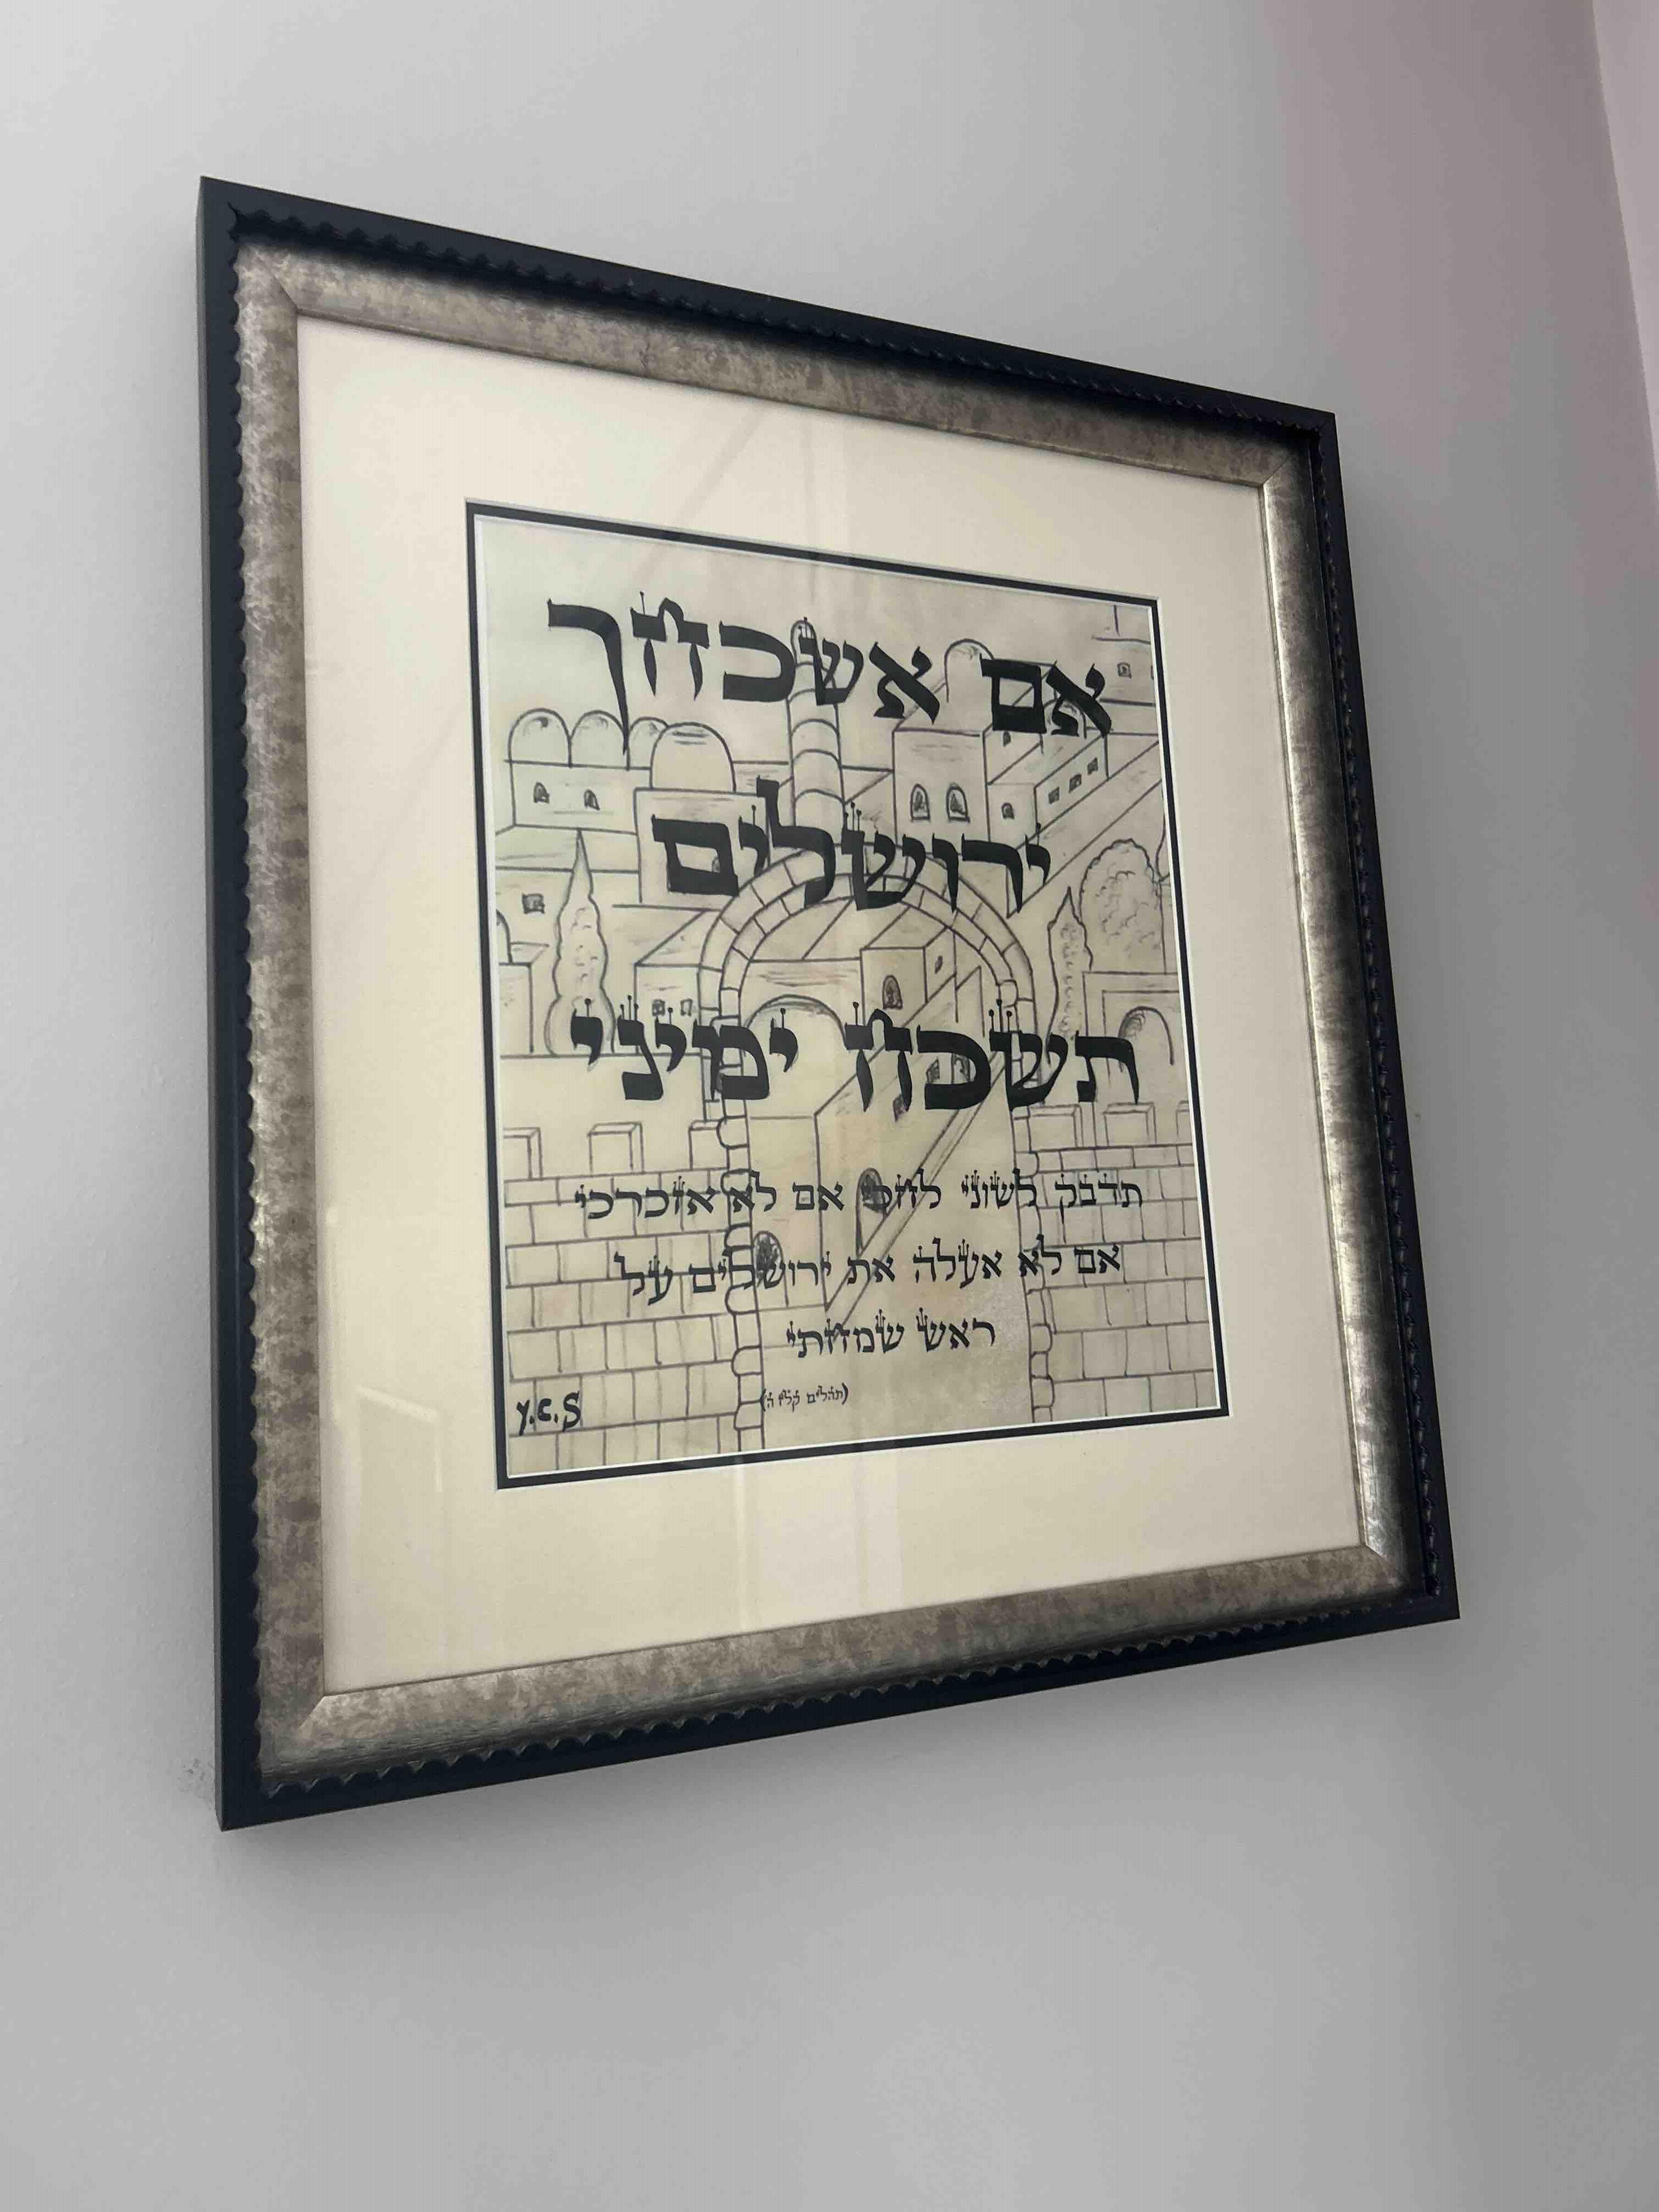 אם אשכחך
ירושלים
תשכח ימיני
תדבק לשוני לחכי אם לא אזכרכי
אם לא אעלה את ירושלים על
ראש שמחתי
(תהלים קלז ה)
Y.C.S